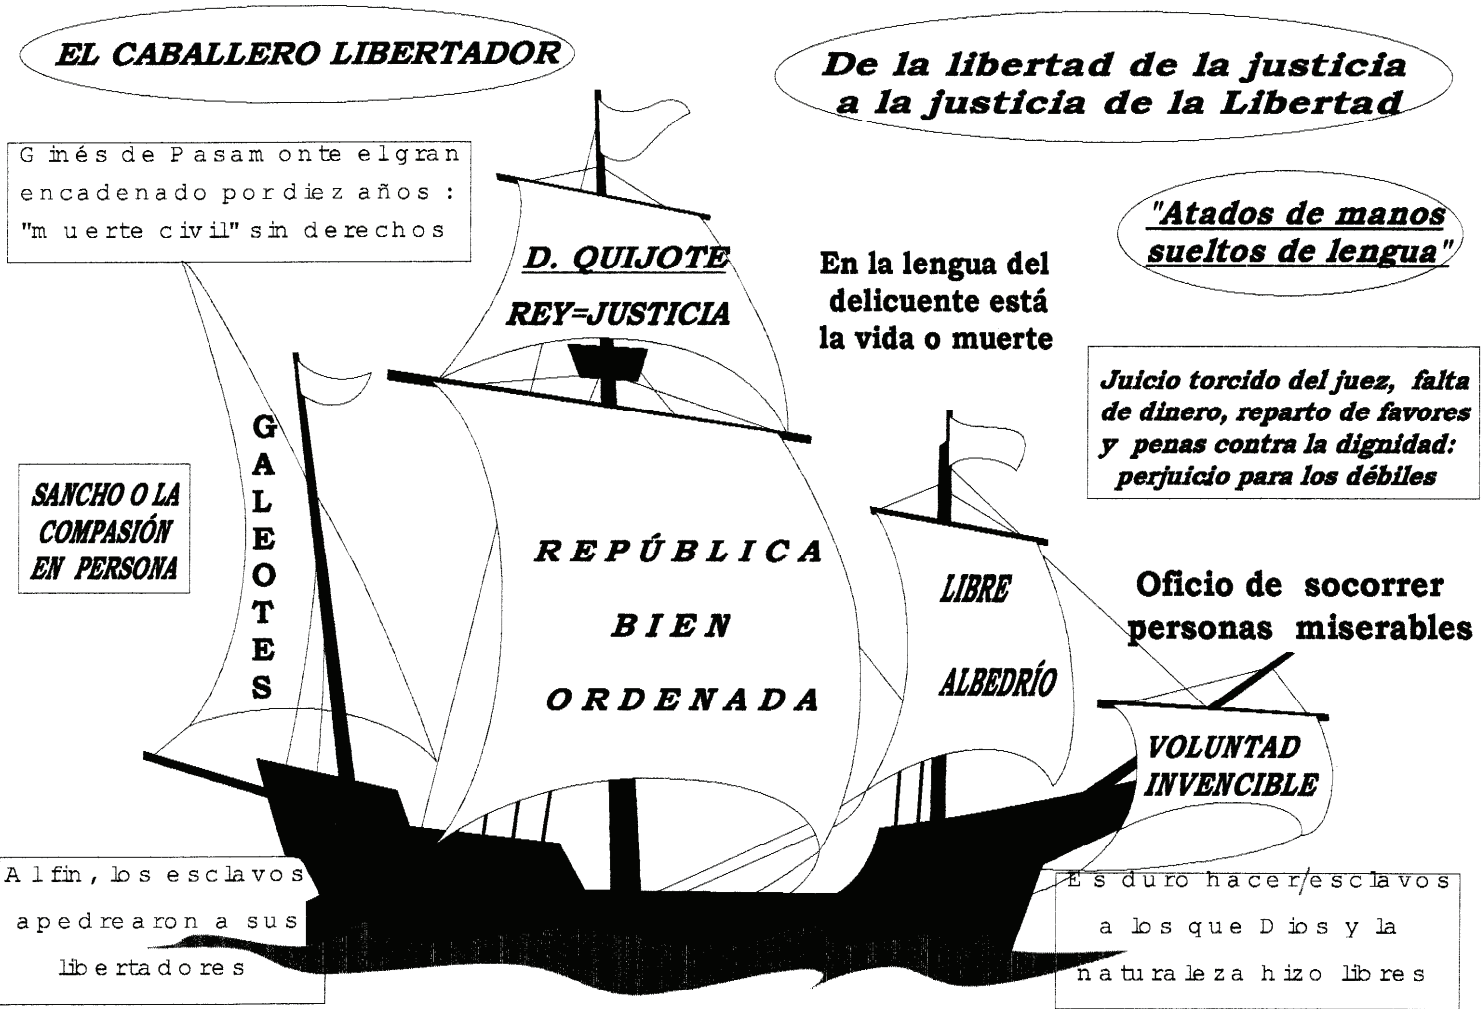 EL CABALLERO LIBERTADOR
De la libertad de la justicia
a la justicia de la Libertad
Ginés de Pasamonte el gran
encadenado por diez años :
"muerte civil" sin derechos
"Atados de manos
sueltos de lengua"
D. QUIJOTE
REY=JUSTICIA
En la lengua del
delicuente está
la vida o muerte
Juicio torcido del juez, falta
de dinero, reparto de favores
y penas contra la dignidad:
perjuicio para los débiles
GALEOTES
SANCHO O LA
COMPASIÓN
EN PERSONA
REPÚBLICA
BIEN
ORDENADA
LIBRE
ALBEDRÍO
Oficio de socorrer
personas miserables
VOLUNTAD
INVENCIBLE
Al fin, los esclavos
apedrearon a sus
libertadores
Es duro hacer esclavos
a los que Dios y la
naturaleza hizo libres